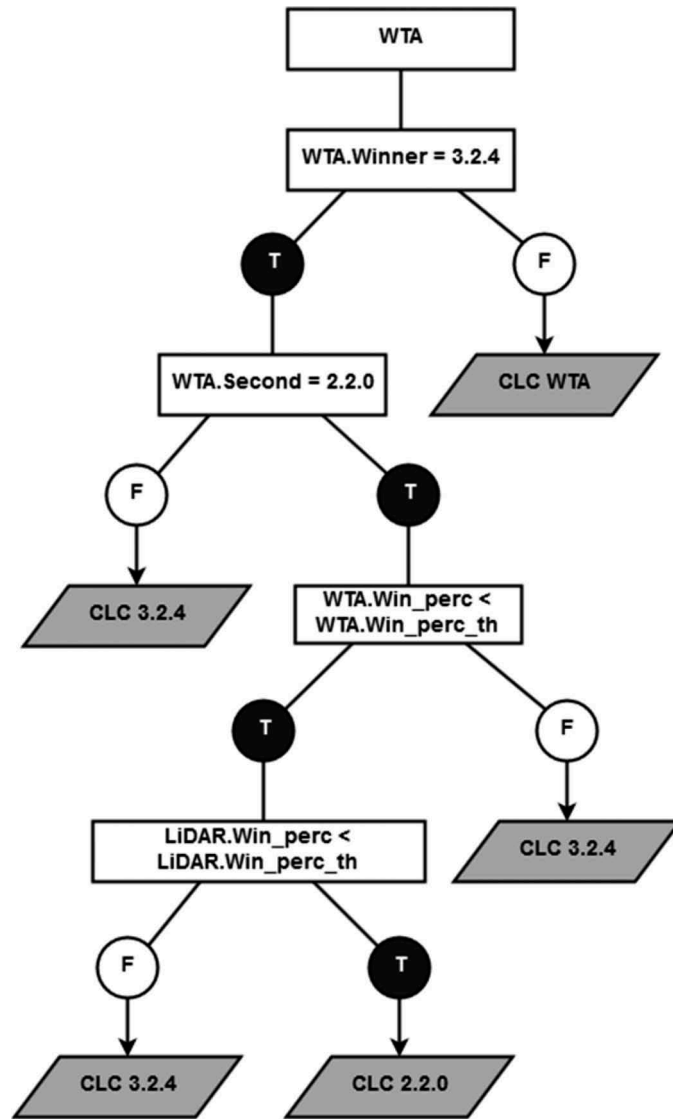 WTA
WTA.Winner = 3.2.4
T
F
WTA.Second = 2.2.0
CLC WTA
F
T
CLC 3.2.4
WTA.Win_perc <
WTA.Win_perc_th
T
F
LiDAR.Win_perc <
LiDAR.Win_perc_th
CLC 3.2.4
F
T
CLC 3.2.4
CLC 2.2.0